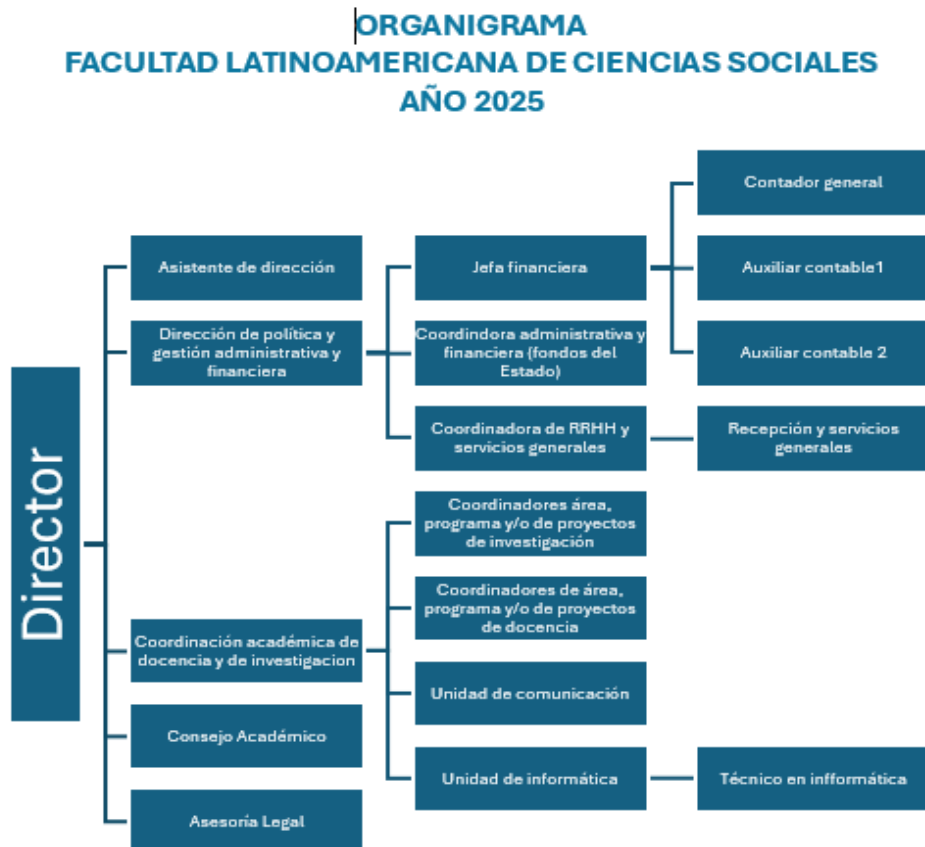 ORGANIGRAMA
FACULTAD LATINOAMERICANA DE CIENCIAS SOCIALES
AÑO 2025
Director
Asistente de dirección
Dirección de política y
gestión administrativa y
financiera
Jefa financiera
Contador general
Auxiliar contable1
Auxiliar contable 2
Coordindora administrativa y
financiera (fondos del
Estado)
Coordinadora de RRHH y
servicios generales
Recepción y servicios
generales
Coordinación académica de
docencia y de investigacion
Coordinadores área,
programa y/o de proyectos
de investigación
Coordinadores de área,
programa y/o de proyectos
de docencia
Unidad de comunicación
Unidad de informática
Técnico en infformática
Consejo Académico
Asesoría Legal